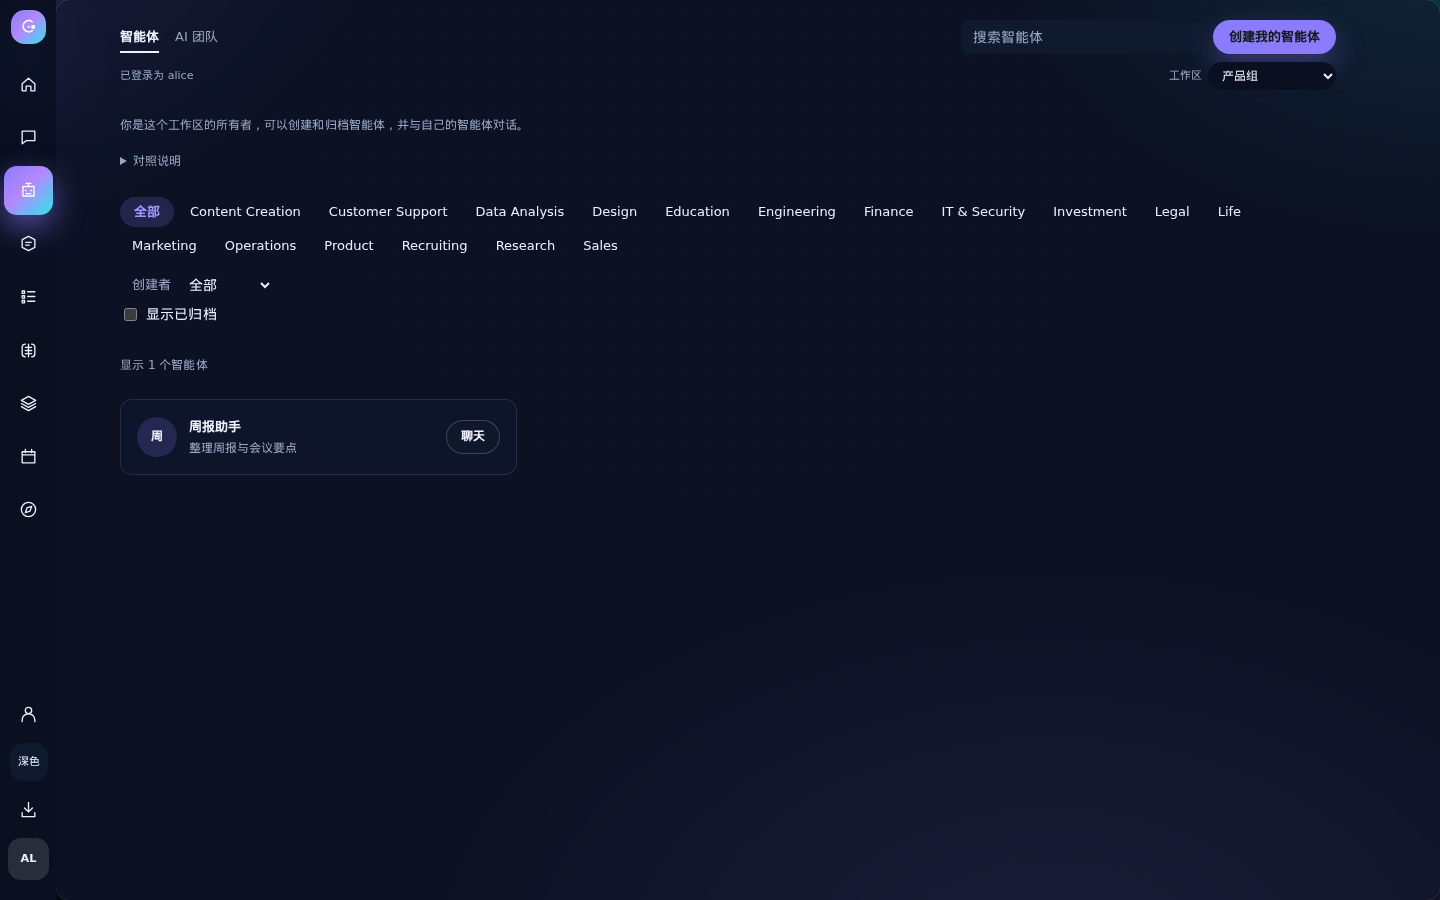 智能体 AI 团队 搜索智能体 创建我的智能体
已登录为 alice 工作区 产品组
你是这个工作区的所有者，可以创建和归档智能体，并与自己的智能体对话。
▶ 对照说明
全部 Content Creation Customer Support Data Analysis Design Education Engineering Finance IT & Security Investment Legal Life
Marketing Operations Product Recruiting Research Sales
创建者 全部
显示已归档
显示 1 个智能体
周 周报助手
整理周报与会议要点
聊天
深色
AL